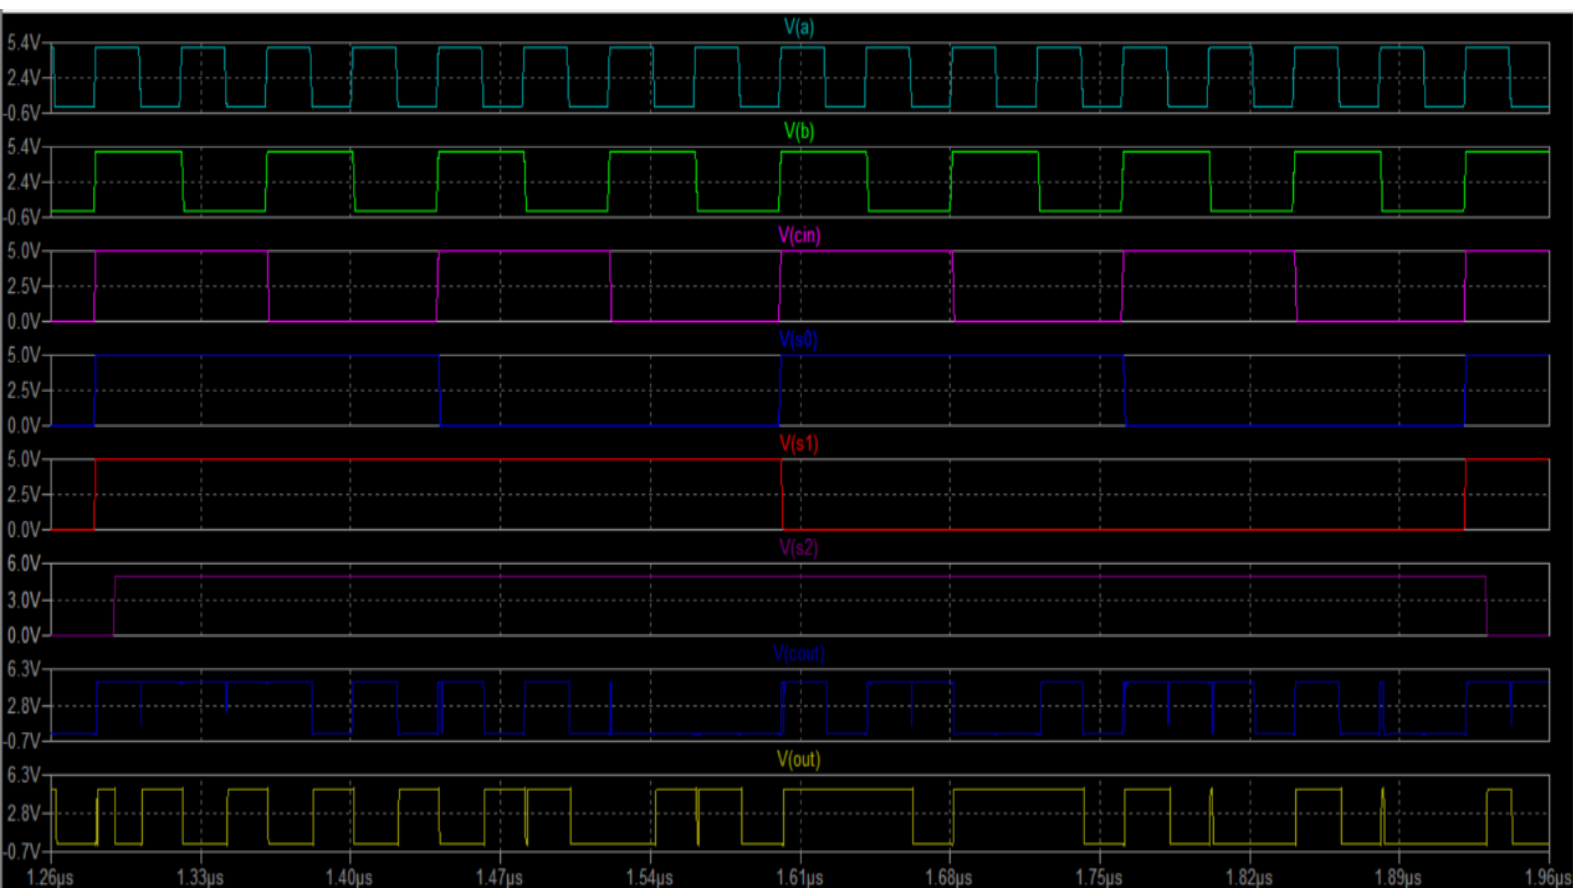 V(a)
5.4V
2.4V
-0.6V
V(b)
5.4V
2.4V
-0.6V
V(cin)
5.0V
2.5V
0.0V
V(s0)
5.0V
2.5V
0.0V
V(s1)
5.0V
2.5V
0.0V
V(s2)
6.0V
3.0V
0.0V
V(cout)
6.3V
2.8V
-0.7V
V(out)
6.3V
2.8V
-0.7V
1.26µs 1.33µs 1.40µs 1.47µs 1.54µs 1.61µs 1.68µs 1.75µs 1.82µs 1.89µs 1.96µs